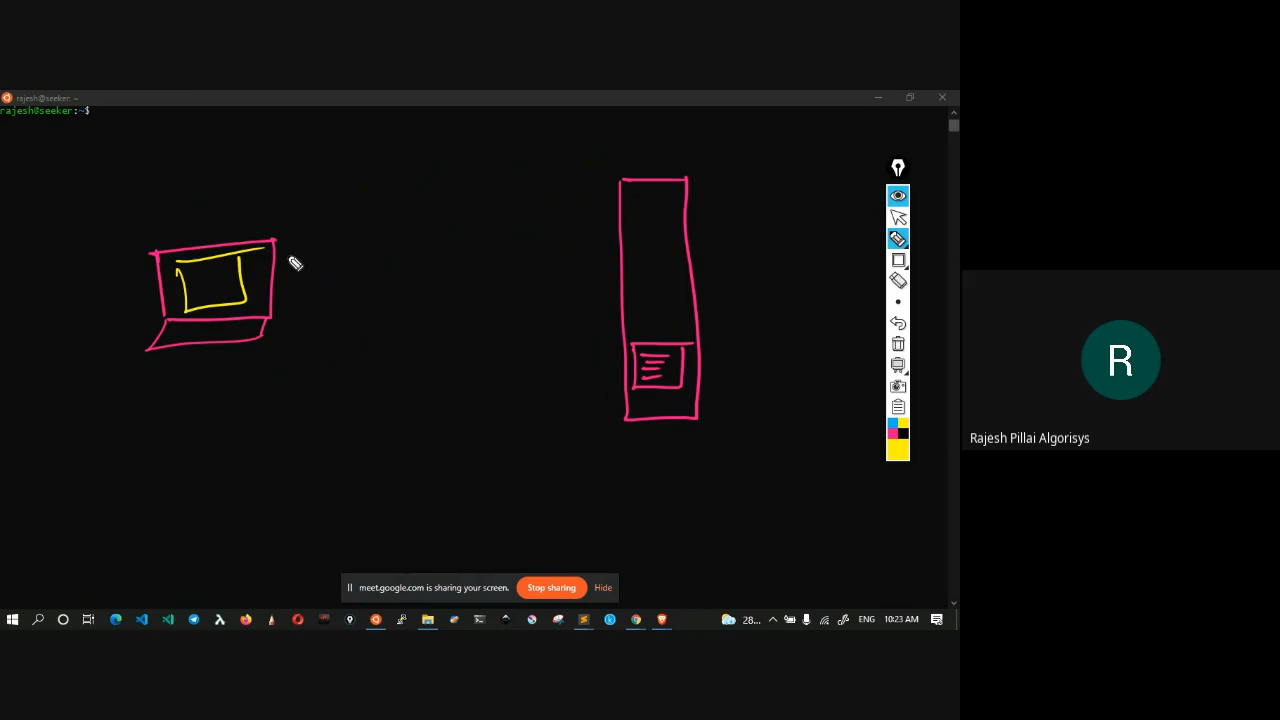 rajesh@seeker: ~
rajesh@seeker:~$
R
Rajesh Pillai Algorisys
meet.google.com is sharing your screen.
Stop sharing
Hide
28...
ENG
10:23 AM